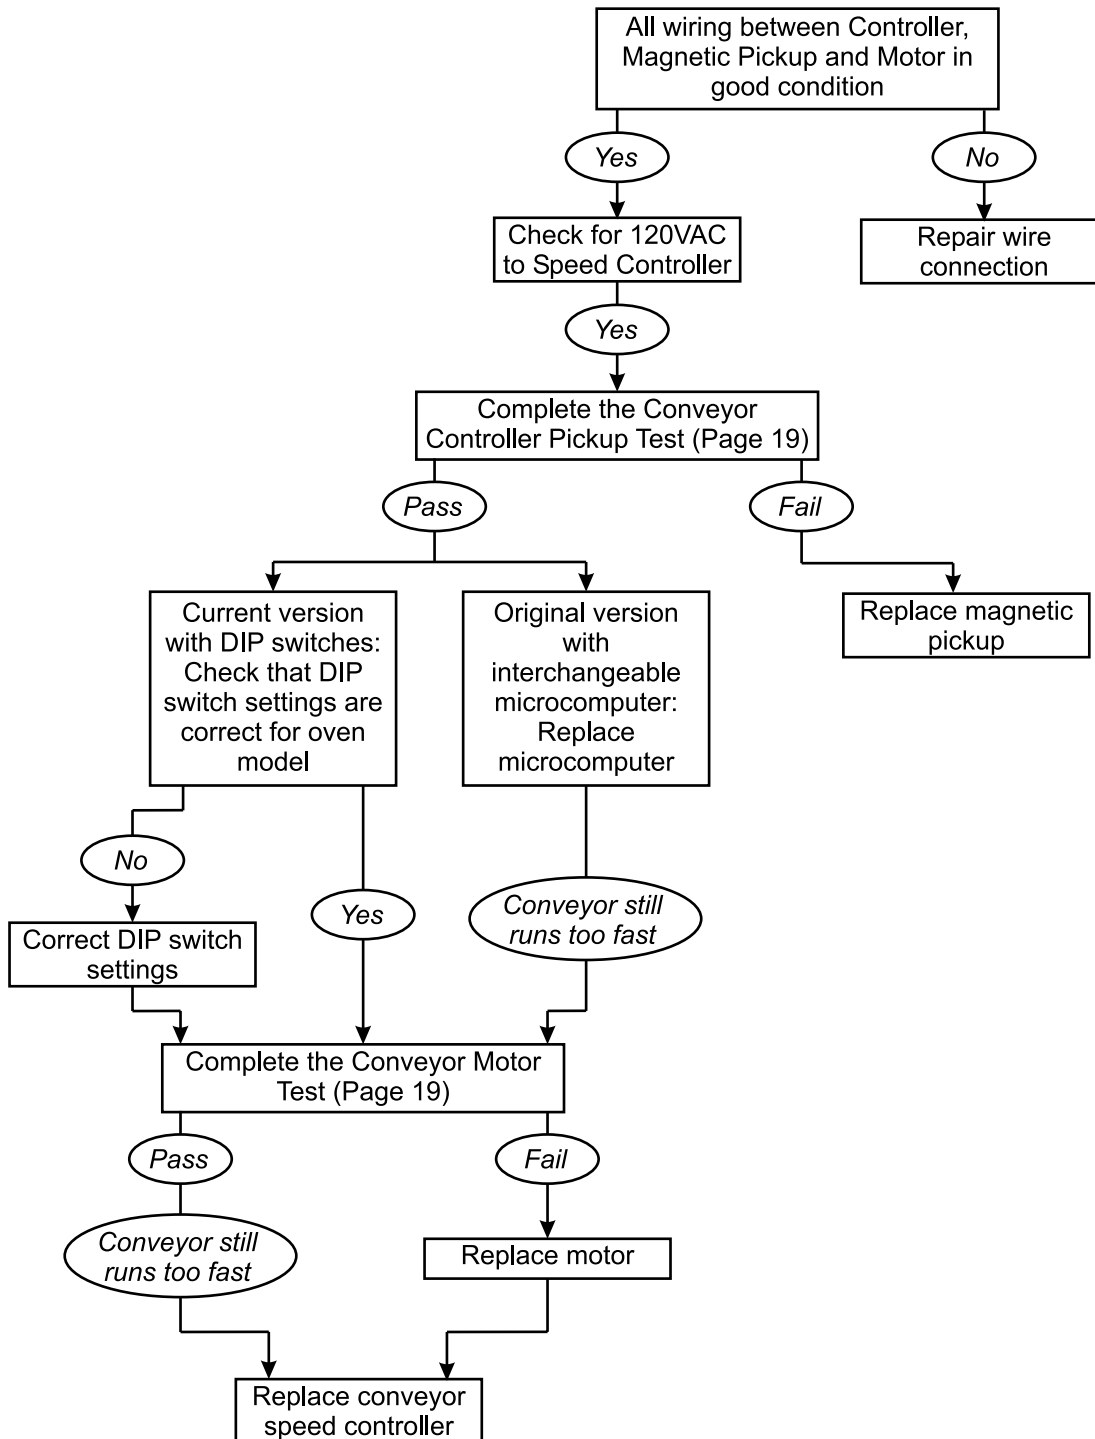 All wiring between Controller,
Magnetic Pickup and Motor in
good condition
Yes
No
Check for 120VAC
to Speed Controller
Repair wire
connection
Yes
Complete the Conveyor
Controller Pickup Test (Page 19)
Pass
Fail
Current version
with DIP switches:
Check that DIP
switch settings are
correct for oven
model
Original version
with
interchangeable
microcomputer:
Replace
microcomputer
Replace magnetic
pickup
No
Yes
Conveyor still
runs too fast
Correct DIP switch
settings
Complete the Conveyor Motor
Test (Page 19)
Pass
Fail
Conveyor still
runs too fast
Replace motor
Replace conveyor
speed controller